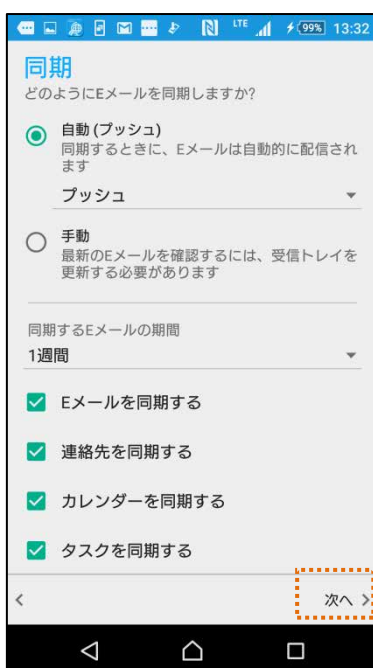 LTE 99% 13:32
同期
どのようにEメールを同期しますか?
自動 (プッシュ)
同期するときに、Eメールは自動的に配信され
ます
プッシュ
手動
最新のEメールを確認するには、受信トレイを
更新する必要があります
同期するEメールの期間
1週間
Eメールを同期する
連絡先を同期する
カレンダーを同期する
タスクを同期する
次へ